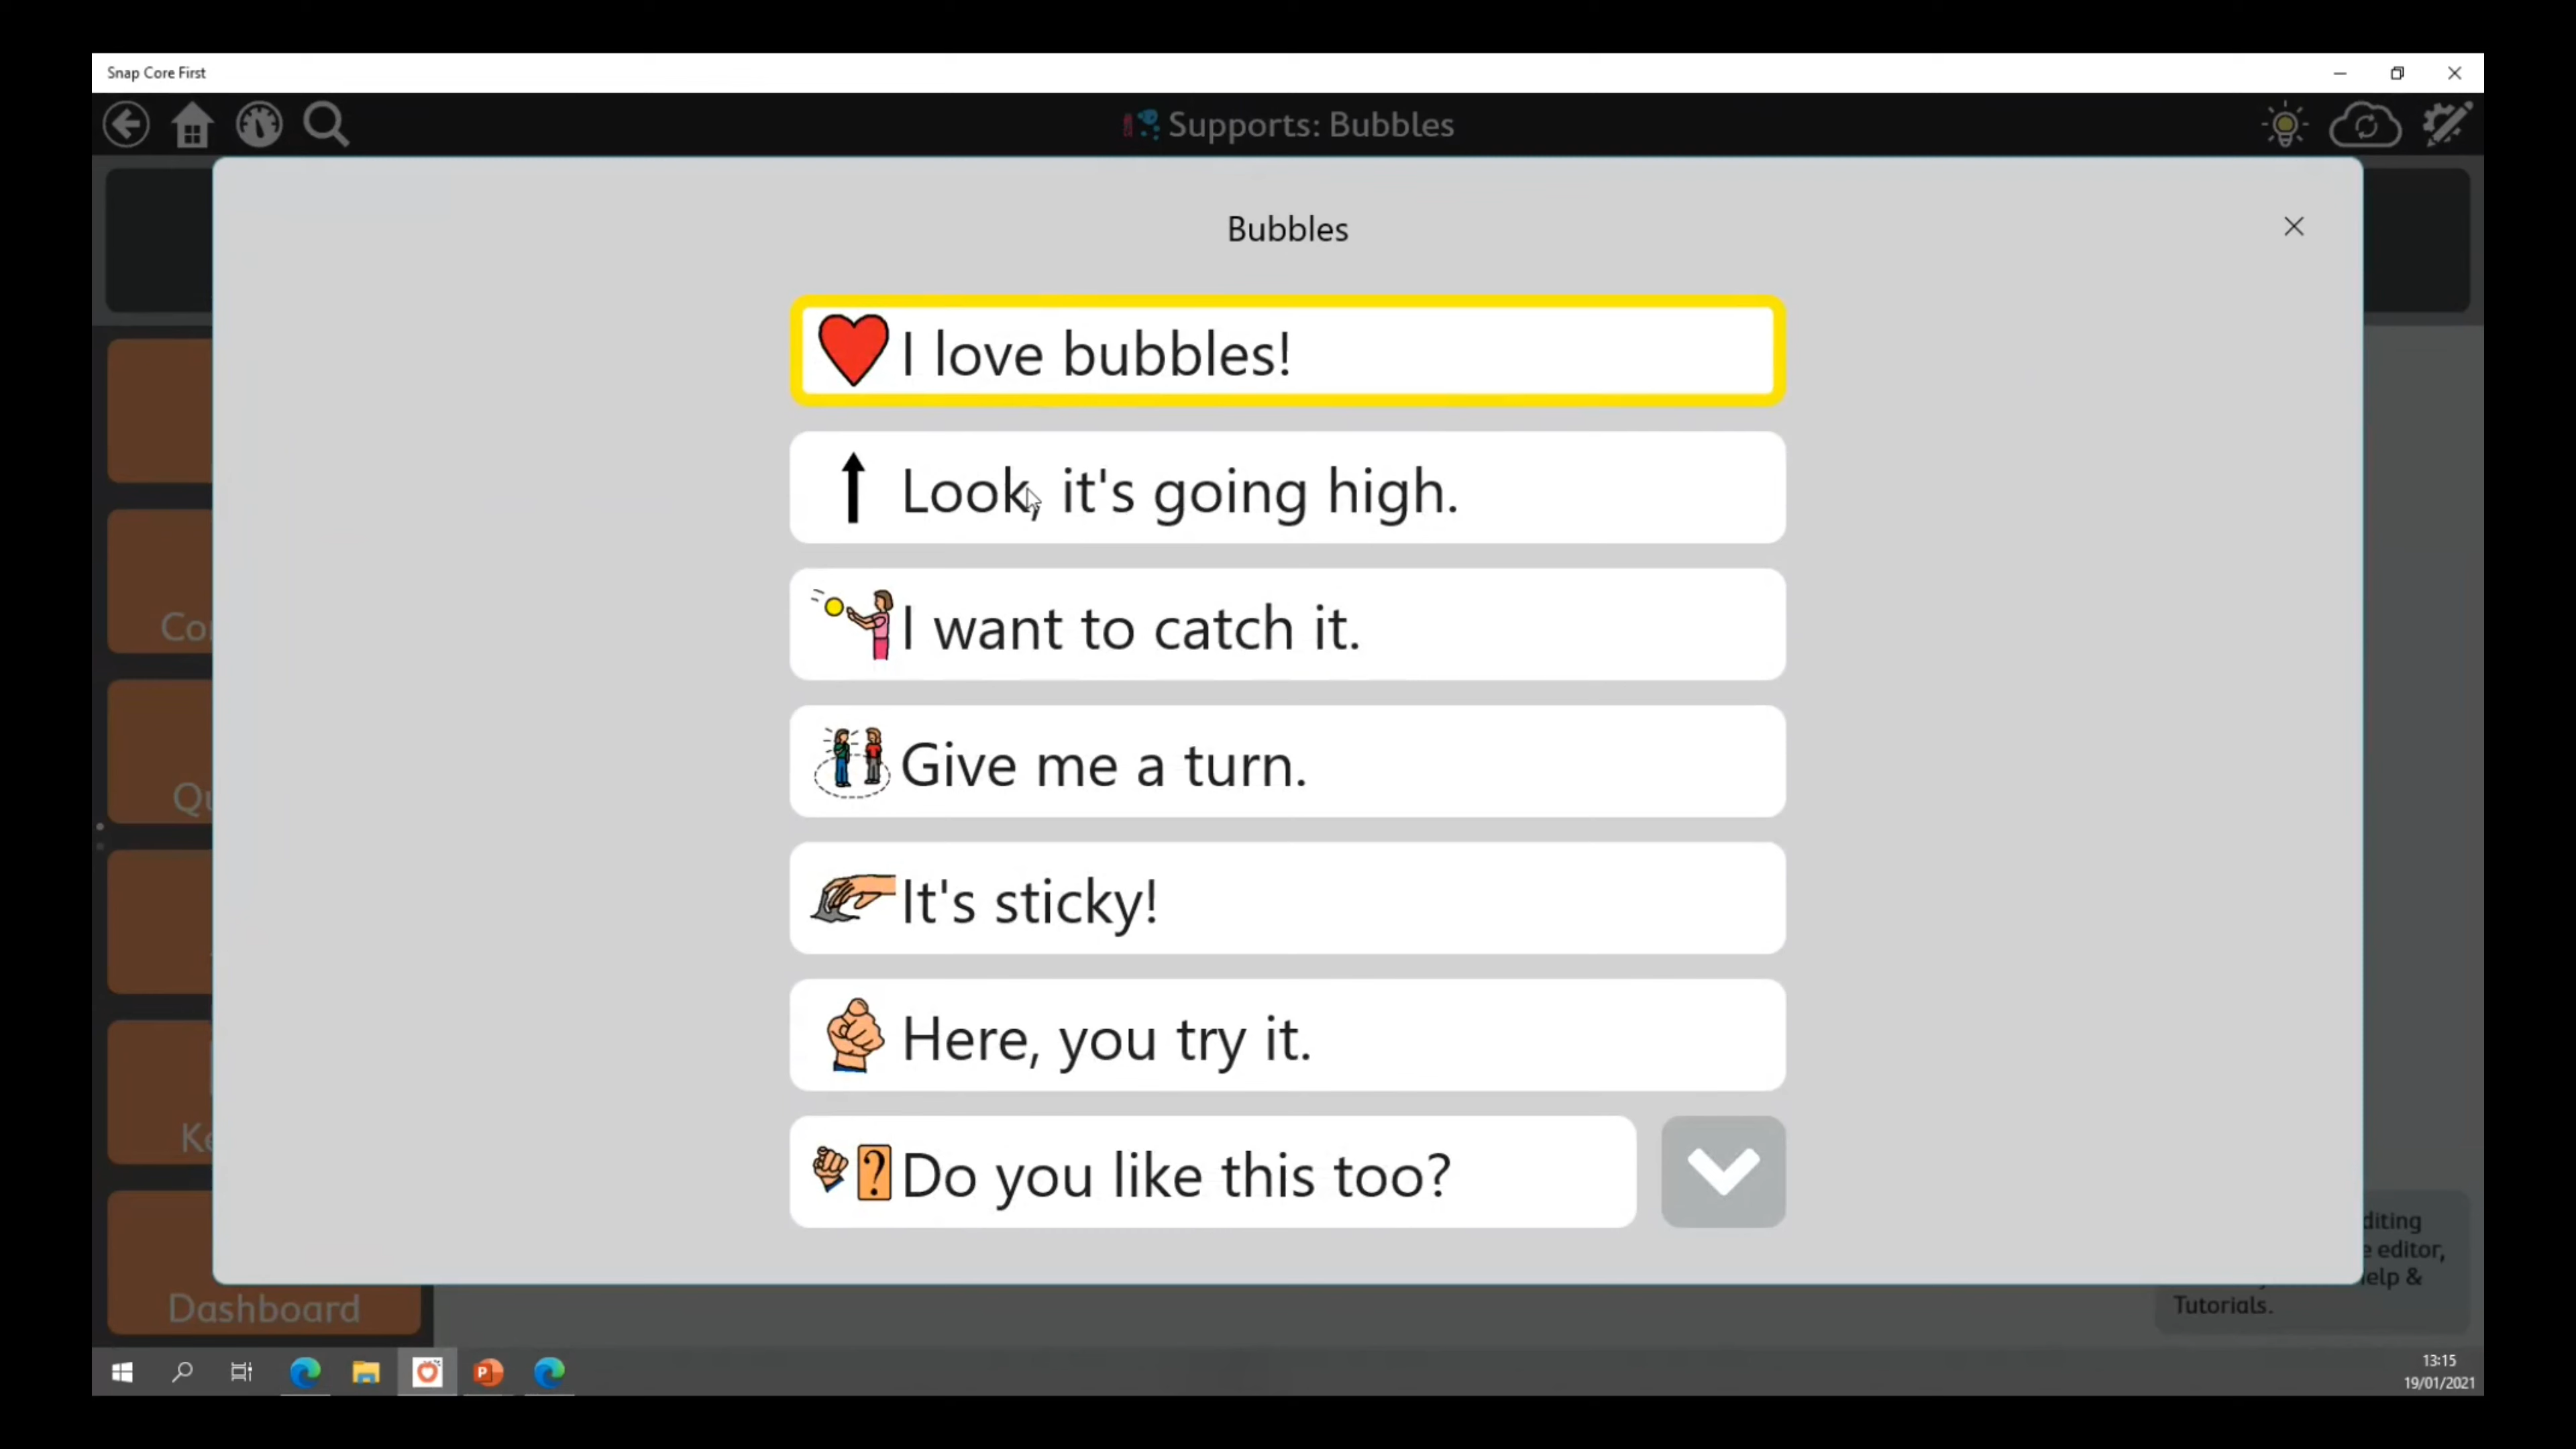 Snap Core First
Supports: Bubbles
Bubbles
I love bubbles!
Look, it's going high.
I want to catch it.
Give me a turn.
It's sticky!
Here, you try it.
Do you like this too?
?
Dashboard
Tutorials.
13:15
19/01/2021